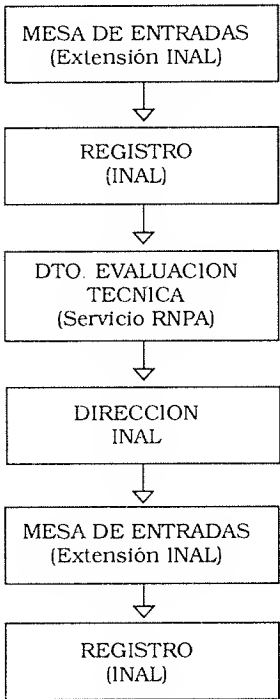 MESA DE ENTRADAS
(Extensión INAL)
REGISTRO
(INAL)
DTO. EVALUACION
TECNICA
(Servicio RNPA)
DIRECCION
INAL
MESA DE ENTRADAS
(Extensión INAL)
REGISTRO
(INAL)